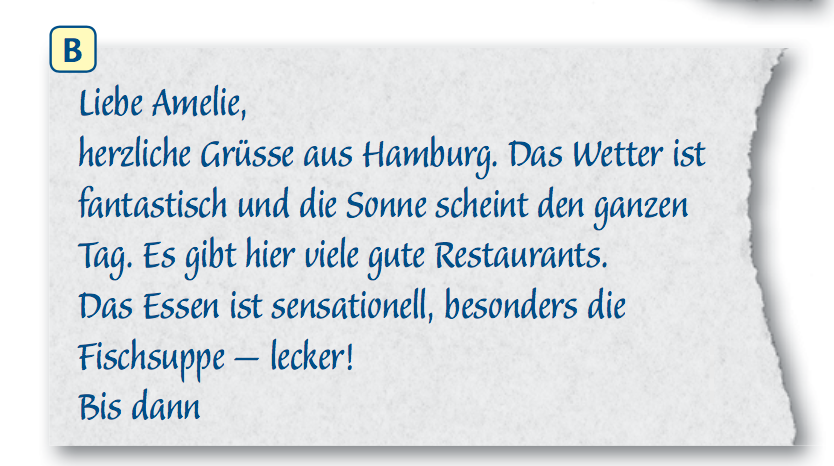 B
Liebe Amelie,
herzliche Grüsse aus Hamburg. Das Wetter ist
fantastisch und die Sonne scheint den ganzen
Tag. Es gibt hier viele gute Restaurants.
Das Essen ist sensationell, besonders die
Fischsuppe – lecker!
Bis dann